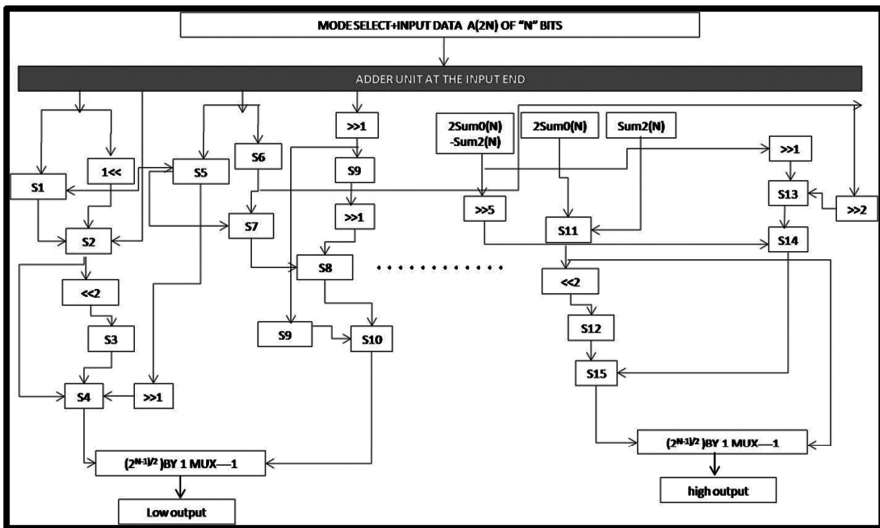 MODE SELECT+INPUT DATA A(2N) OF "N" BITS
ADDER UNIT AT THE INPUT END
>>1
2Sum0(N)
-Sum2(N)
2Sum0(N)
Sum2(N)
>>1
S1
1<<
S5
S6
S9
S13
>>2
S2
S7
>>1
>>5
S11
S14
S8
<<2
<<2
S3
S9
S10
S12
S4
>>1
S15
(2^N-1)/2 )BY 1 MUX----1
(2^N-1)/2 )BY 1 MUX----1
Low output
high output